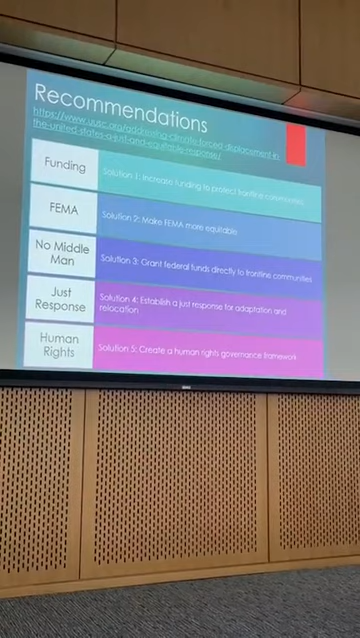 Recommendations
https://www.uusc.org/addressing-climate-forced-displacement-in-
the-united-states-a-just-and-equitable-response/
Funding
Solution 1: Increase funding to protect frontline communities
FEMA
Solution 2: Make FEMA more equitable
No Middle
Man
Solution 3: Grant federal funds directly to frontline communities
Just
Response
Solution 4: Establish a just response for adaptation and
relocation
Human
Rights
Solution 5: Create a human rights governance framework